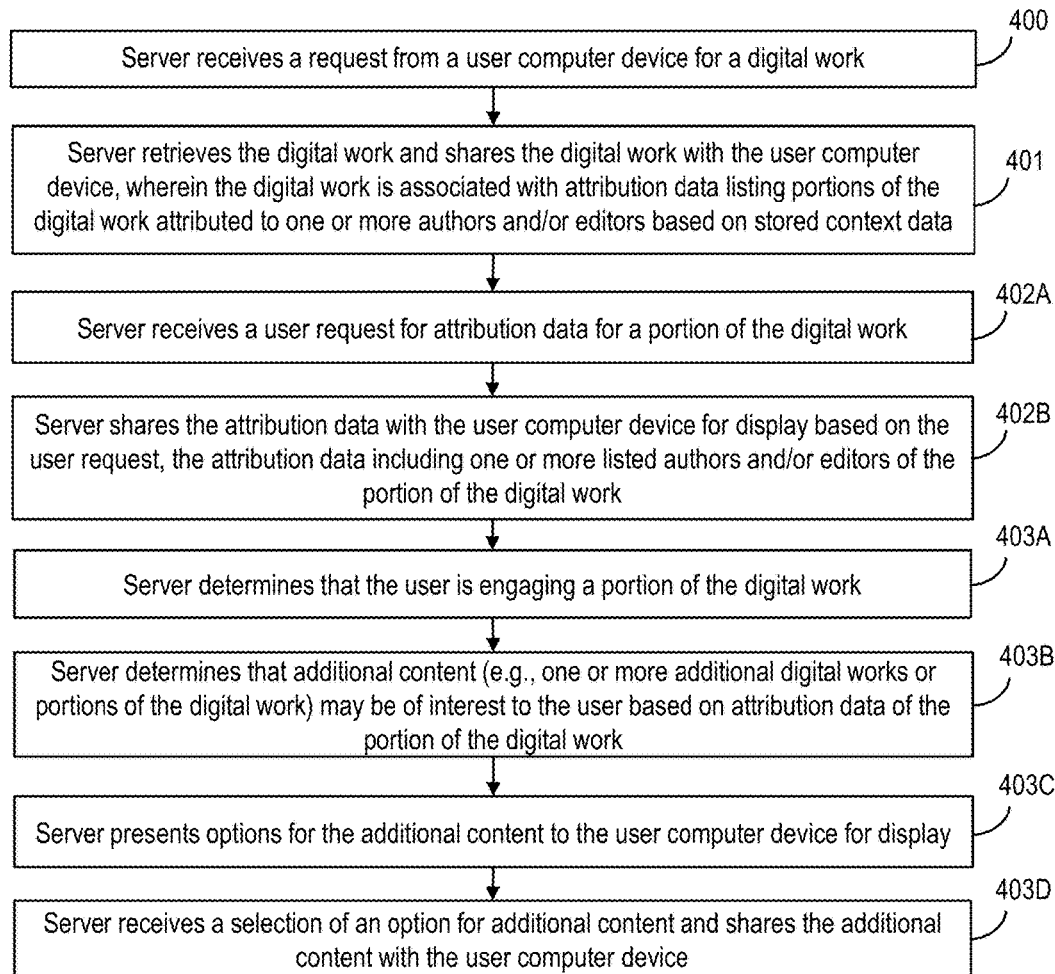 400
Server receives a request from a user computer device for a digital work
Server retrieves the digital work and shares the digital work with the user computer
device, wherein the digital work is associated with attribution data listing portions of the
digital work attributed to one or more authors and/or editors based on stored context data
401
402A
Server receives a user request for attribution data for a portion of the digital work
402B
Server shares the attribution data with the user computer device for display based on the
user request, the attribution data including one or more listed authors and/or editors of the
portion of the digital work
403A
Server determines that the user is engaging a portion of the digital work
403B
Server determines that additional content (e.g., one or more additional digital works or
portions of the digital work) may be of interest to the user based on attribution data of the
portion of the digital work
403C
Server presents options for the additional content to the user computer device for display
403D
Server receives a selection of an option for additional content and shares the additional
content with the user computer device